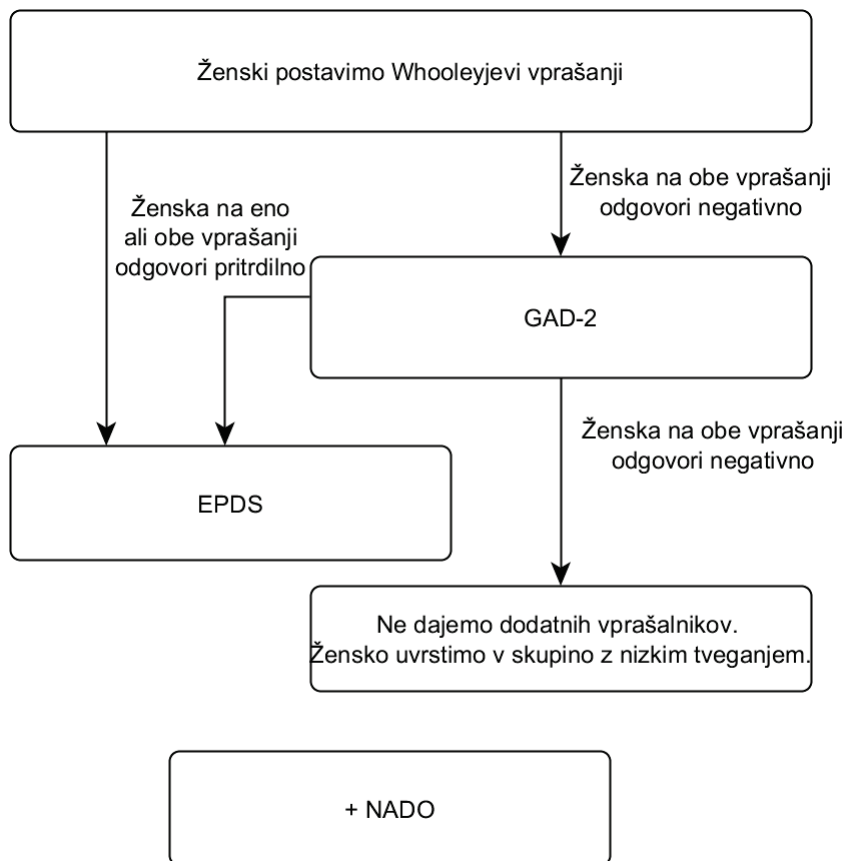 Ženski postavimo Whooleyjevi vprašanji
Ženska na obe vprašanji
odgovori negativno
Ženska na eno
ali obe vprašanji
odgovori pritrdilno
GAD-2
Ženska na obe vprašanji
odgovori negativno
EPDS
Ne dajemo dodatnih vprašalnikov.
Žensko uvrstimo v skupino z nizkim tveganjem.
+ NADO